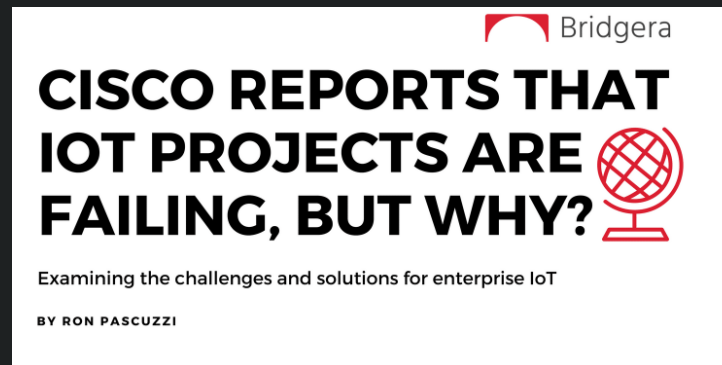 Bridgera
CISCO REPORTS THAT
IOT PROJECTS ARE
FAILING, BUT WHY?
Examining the challenges and solutions for enterprise IoT
BY RON PASCUZZI